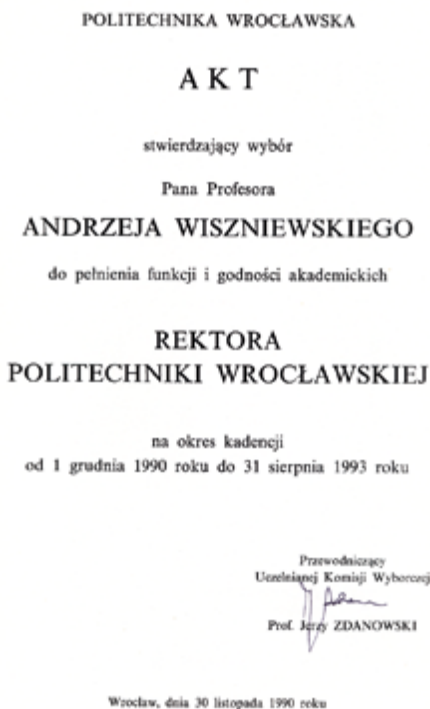 POLITECHNIKA WROCŁAWSKA
AKT
stwierdzający wybór
Pana Profesora
ANDRZEJA WISZNIEWSKIEGO
do pełnienia funkcji i godności akademickich
REKTORA
POLITECHNIKI WROCŁAWSKIEJ
na okres kadencji
od 1 grudnia 1990 roku do 31 sierpnia 1993 roku
Przewodniczący
Uczelnianej Komisji Wyborczej
Prof. Jerzy ZDANOWSKI
Wrocław, dnia 30 listopada 1990 roku